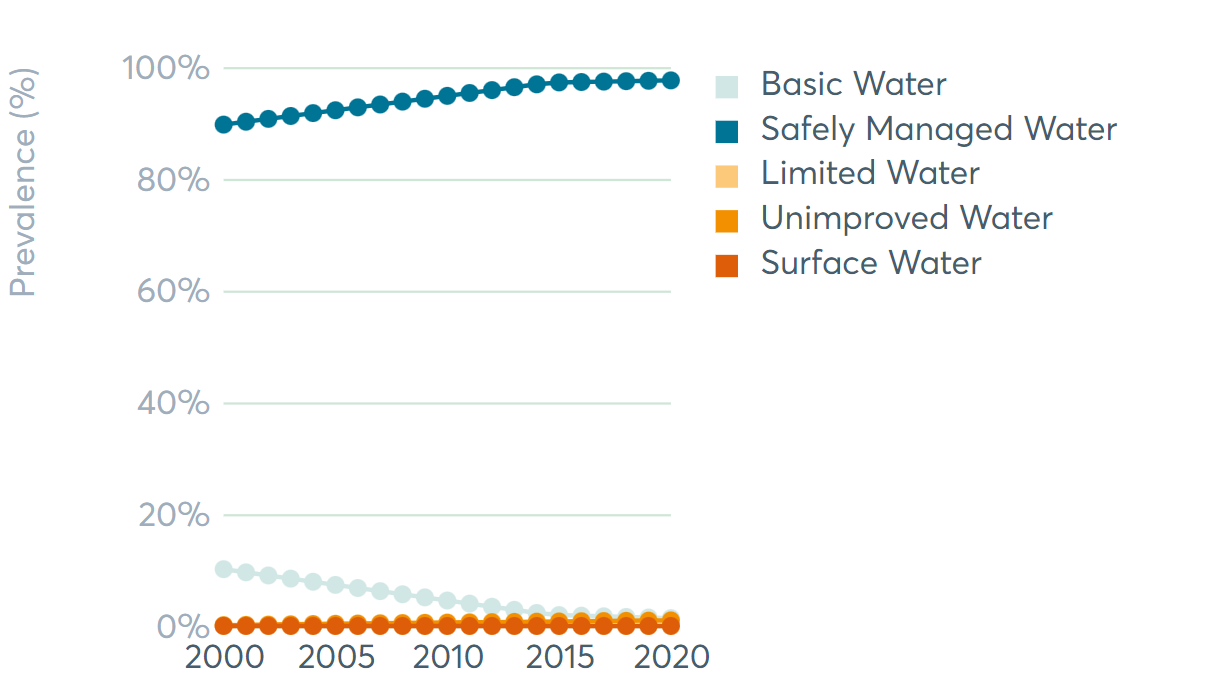 Prevalence (%)
100%
80%
60%
40%
20%
0%
2000 2005 2010 2015 2020
Basic Water
Safely Managed Water
Limited Water
Unimproved Water
Surface Water